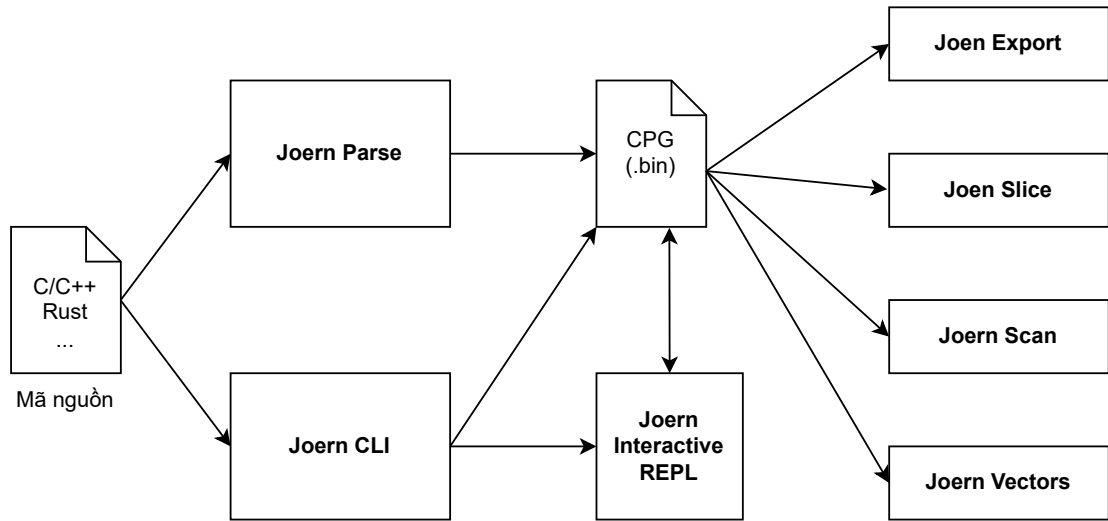 C/C++
Rust
...
Mã nguồn
Joern Parse
Joern CLI
CPG
(.bin)
Joern
Interactive
REPL
Joen Export
Joen Slice
Joern Scan
Joern Vectors